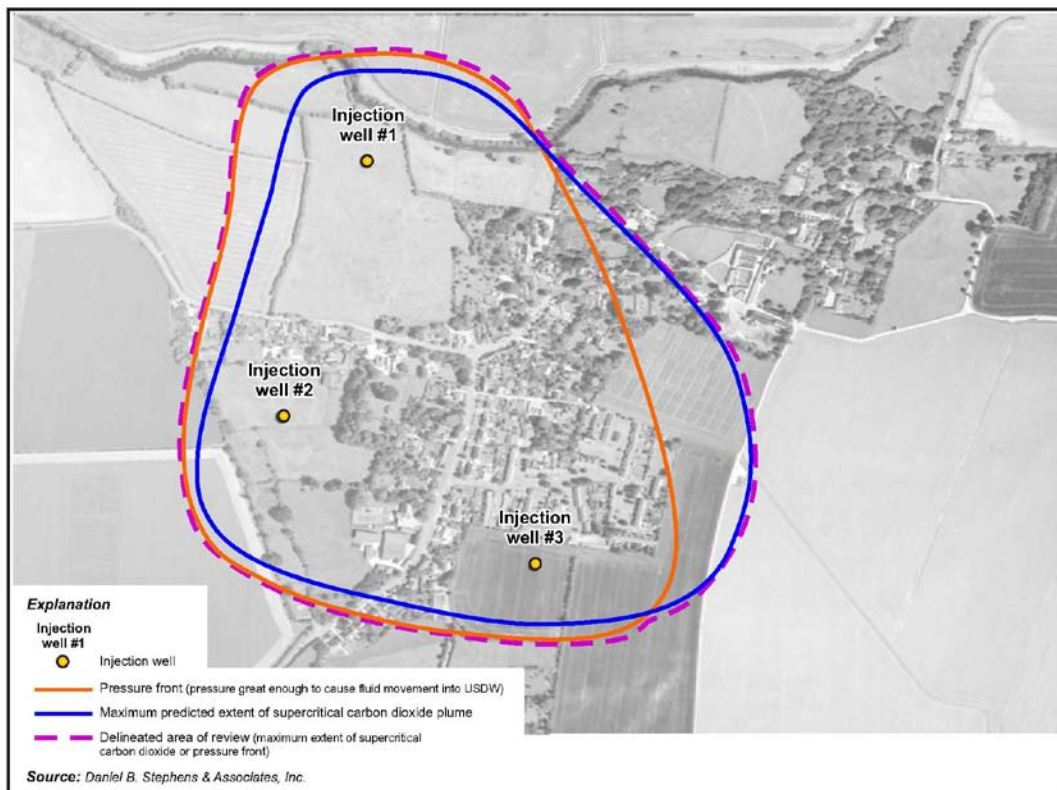 Injection
well #1
Injection
well #2
Injection
well #3
Explanation
Injection
well #1
Injection well
Pressure front (pressure great enough to cause fluid movement into USDW)
Maximum predicted extent of supercritical carbon dioxide plume
Delineated area of review (maximum extent of supercritical
carbon dioxide or pressure front)
Source: Daniel B. Stephens & Associates, Inc.